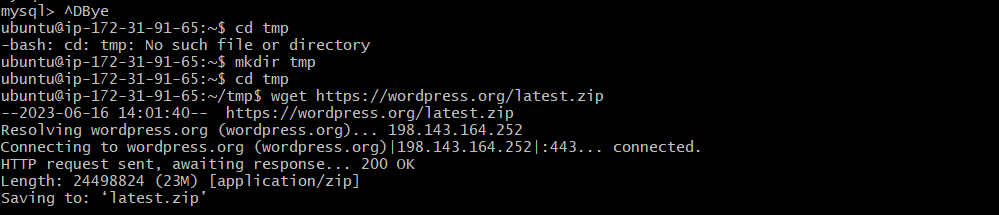 mysql> ^DBye
ubuntu@ip-172-31-91-65:~$ cd tmp
-bash: cd: tmp: No such file or directory
ubuntu@ip-172-31-91-65:~$ mkdir tmp
ubuntu@ip-172-31-91-65:~$ cd tmp
ubuntu@ip-172-31-91-65:~/tmp$ wget https://wordpress.org/latest.zip
--2023-06-16 14:01:40--  https://wordpress.org/latest.zip
Resolving wordpress.org (wordpress.org)... 198.143.164.252
Connecting to wordpress.org (wordpress.org)|198.143.164.252|:443... connected.
HTTP request sent, awaiting response... 200 OK
Length: 24498824 (23M) [application/zip]
Saving to: ‘latest.zip’